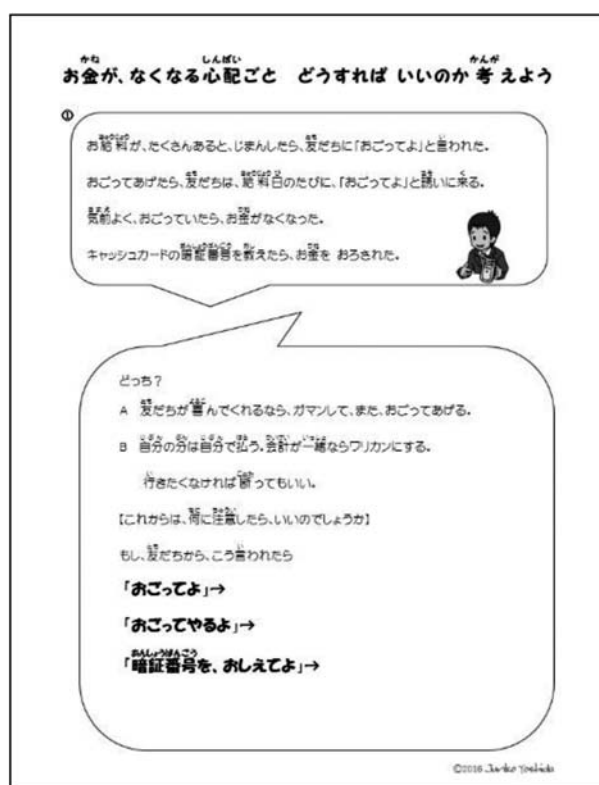 お金が、なくなる心配ごと　どうすれば いいのか 考えよう
①
お給料が、たくさんあると、じまんしたら、友だちに「おごってよ」と言われた。
おごってあげたら、友だちは、給料日のたびに、「おごってよ」と誘いに来る。
気前よく、おごっていたら、お金がなくなった。
キャッシュカードの暗証番号を教えたら、お金を おろされた。
どっち？
A　友だちが喜んでくれるなら、ガマンして、また、おごってあげる。
B　自分の分は自分で払う。会計が一緒ならワリカンにする。
行きたくなければ断ってもいい。
【これからは、何に注意したら、いいのでしょうか】
もし、友だちから、こう言われたら
「おごってよ」→
「おごってやるよ」→
「暗証番号を、おしえてよ」→
©2016 Junko Yoshida